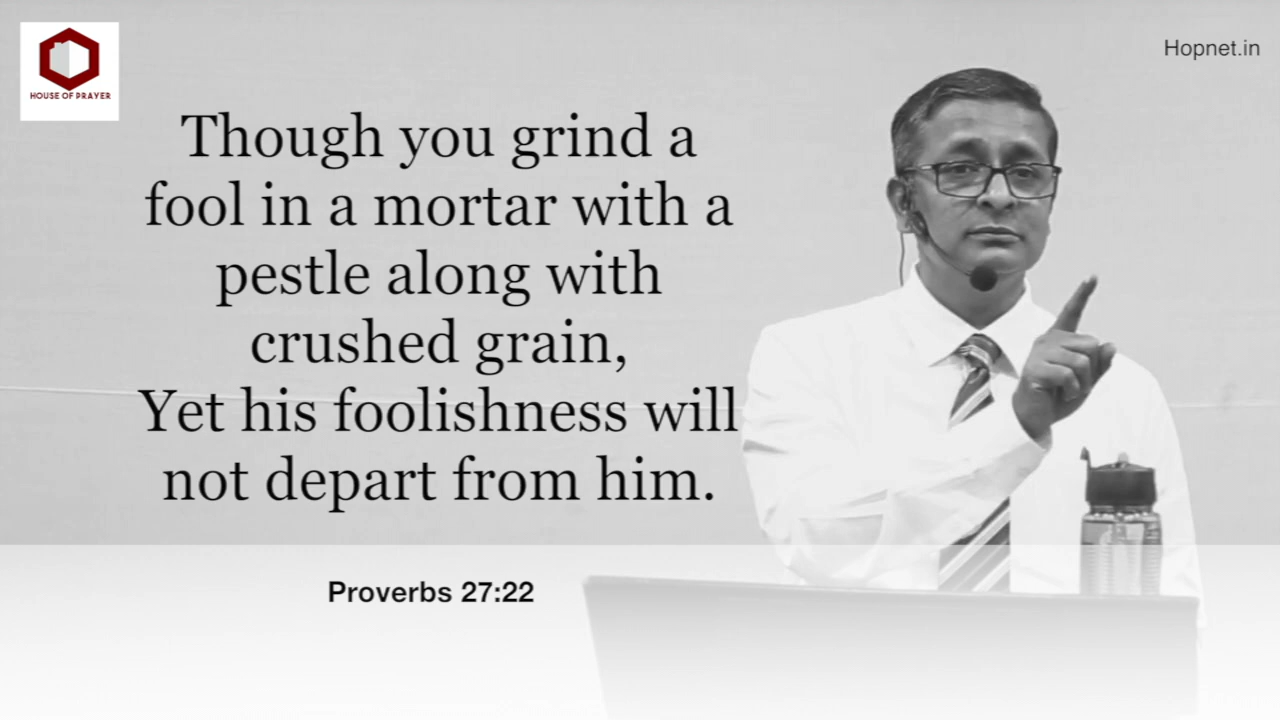 HOUSE OF PRAYER
Hopnet.in
Though you grind a
fool in a mortar with a
pestle along with
crushed grain,
Yet his foolishness will
not depart from him.
Proverbs 27:22